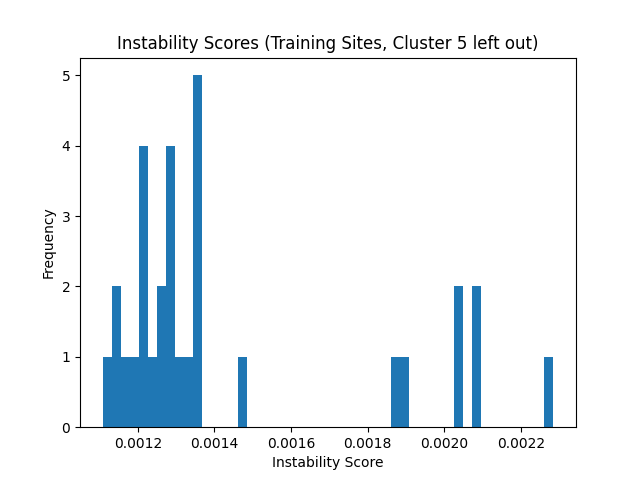 Instability Scores (Training Sites, Cluster 5 left out)
5
4
3
2
1
0
Frequency
0.0012 0.0014 0.0016 0.0018 0.0020 0.0022
Instability Score